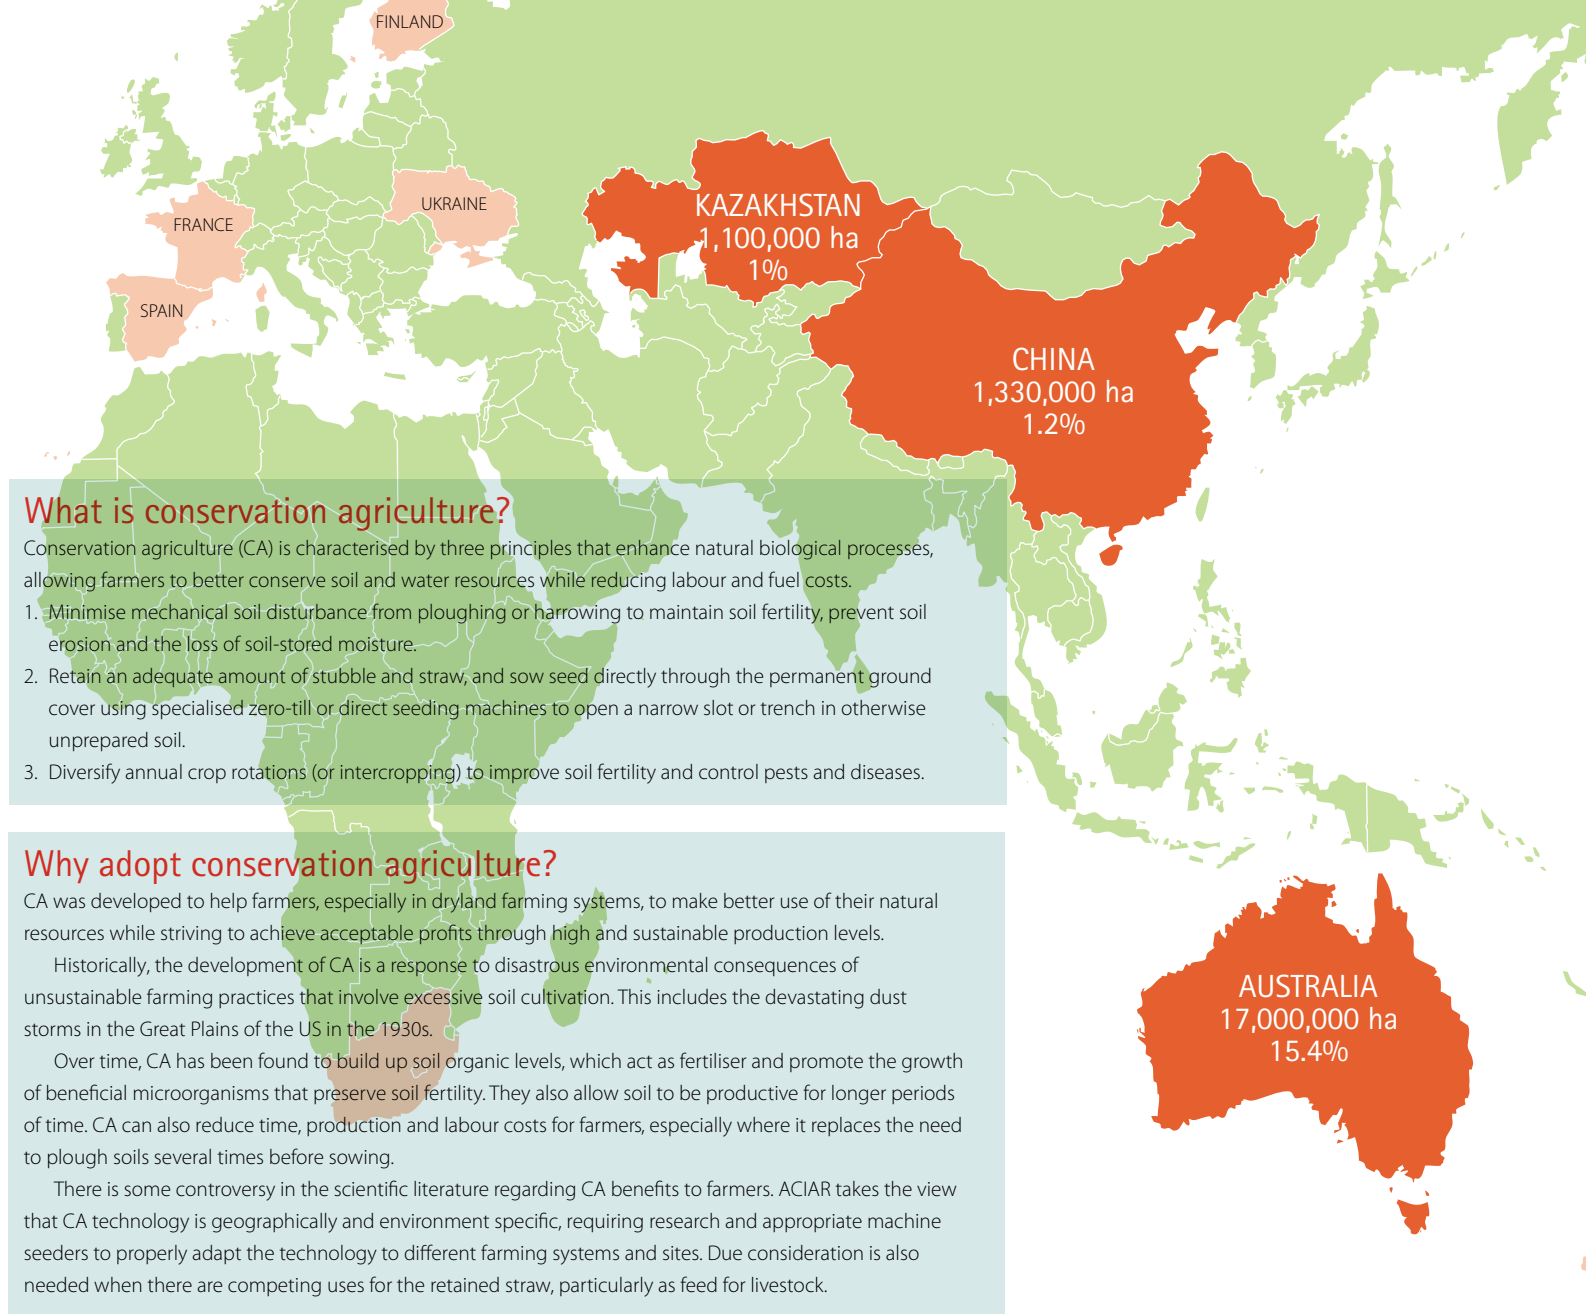 FINLAND
UKRAINE
FRANCE
SPAIN
KAZAKHSTAN
1,100,000 ha
1%
CHINA
1,330,000 ha
1.2%
What is conservation agriculture?
Conservation agriculture (CA) is characterised by three principles that enhance natural biological processes,
allowing farmers to better conserve soil and water resources while reducing labour and fuel costs.
1. Minimise mechanical soil disturbance from ploughing or harrowing to maintain soil fertility, prevent soil
erosion and the loss of soil-stored moisture.
2. Retain an adequate amount of stubble and straw, and sow seed directly through the permanent ground
cover using specialised zero-till or direct seeding machines to open a narrow slot or trench in otherwise
unprepared soil.
3. Diversify annual crop rotations (or intercropping) to improve soil fertility and control pests and diseases.
Why adopt conservation agriculture?
CA was developed to help farmers, especially in dryland farming systems, to make better use of their natural
resources while striving to achieve acceptable profits through high and sustainable production levels.
Historically, the development of CA is a response to disastrous environmental consequences of
unsustainable farming practices that involve excessive soil cultivation. This includes the devastating dust
storms in the Great Plains of the US in the 1930s.
Over time, CA has been found to build up soil organic levels, which act as fertiliser and promote the growth
of beneficial microorganisms that preserve soil fertility. They also allow soil to be productive for longer periods
of time. CA can also reduce time, production and labour costs for farmers, especially where it replaces the need
to plough soils several times before sowing.
There is some controversy in the scientific literature regarding CA benefits to farmers. ACIAR takes the view
that CA technology is geographically and environment specific, requiring research and appropriate machine
seeders to properly adapt the technology to different farming systems and sites. Due consideration is also
needed when there are competing uses for the retained straw, particularly as feed for livestock.
AUSTRALIA
17,000,000 ha
15.4%